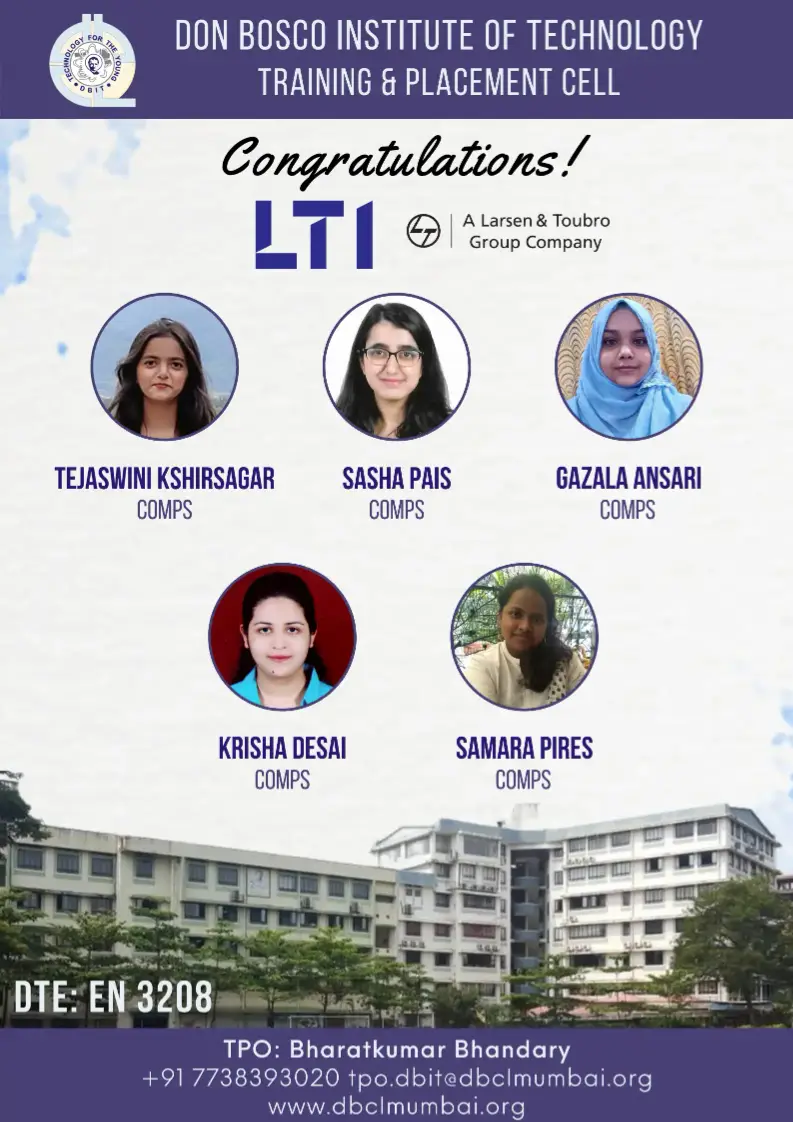 TECHNOLOGY FOR THE YOUNG
DBIT
DON BOSCO INSTITUTE OF TECHNOLOGY
TRAINING & PLACEMENT CELL
Congratulations!
LTI
LT
A Larsen & Toubro
Group Company
TEJASWINI KSHIRSAGAR
COMPS
SASHA PAIS
COMPS
GAZALA ANSARI
COMPS
KRISHA DESAI
COMPS
SAMARA PIRES
COMPS
DTE: EN 3208
TPO: Bharatkumar Bhandary
+91 7738393020 tpo.dbit@dbclmumbai.org
www.dbclmumbai.org